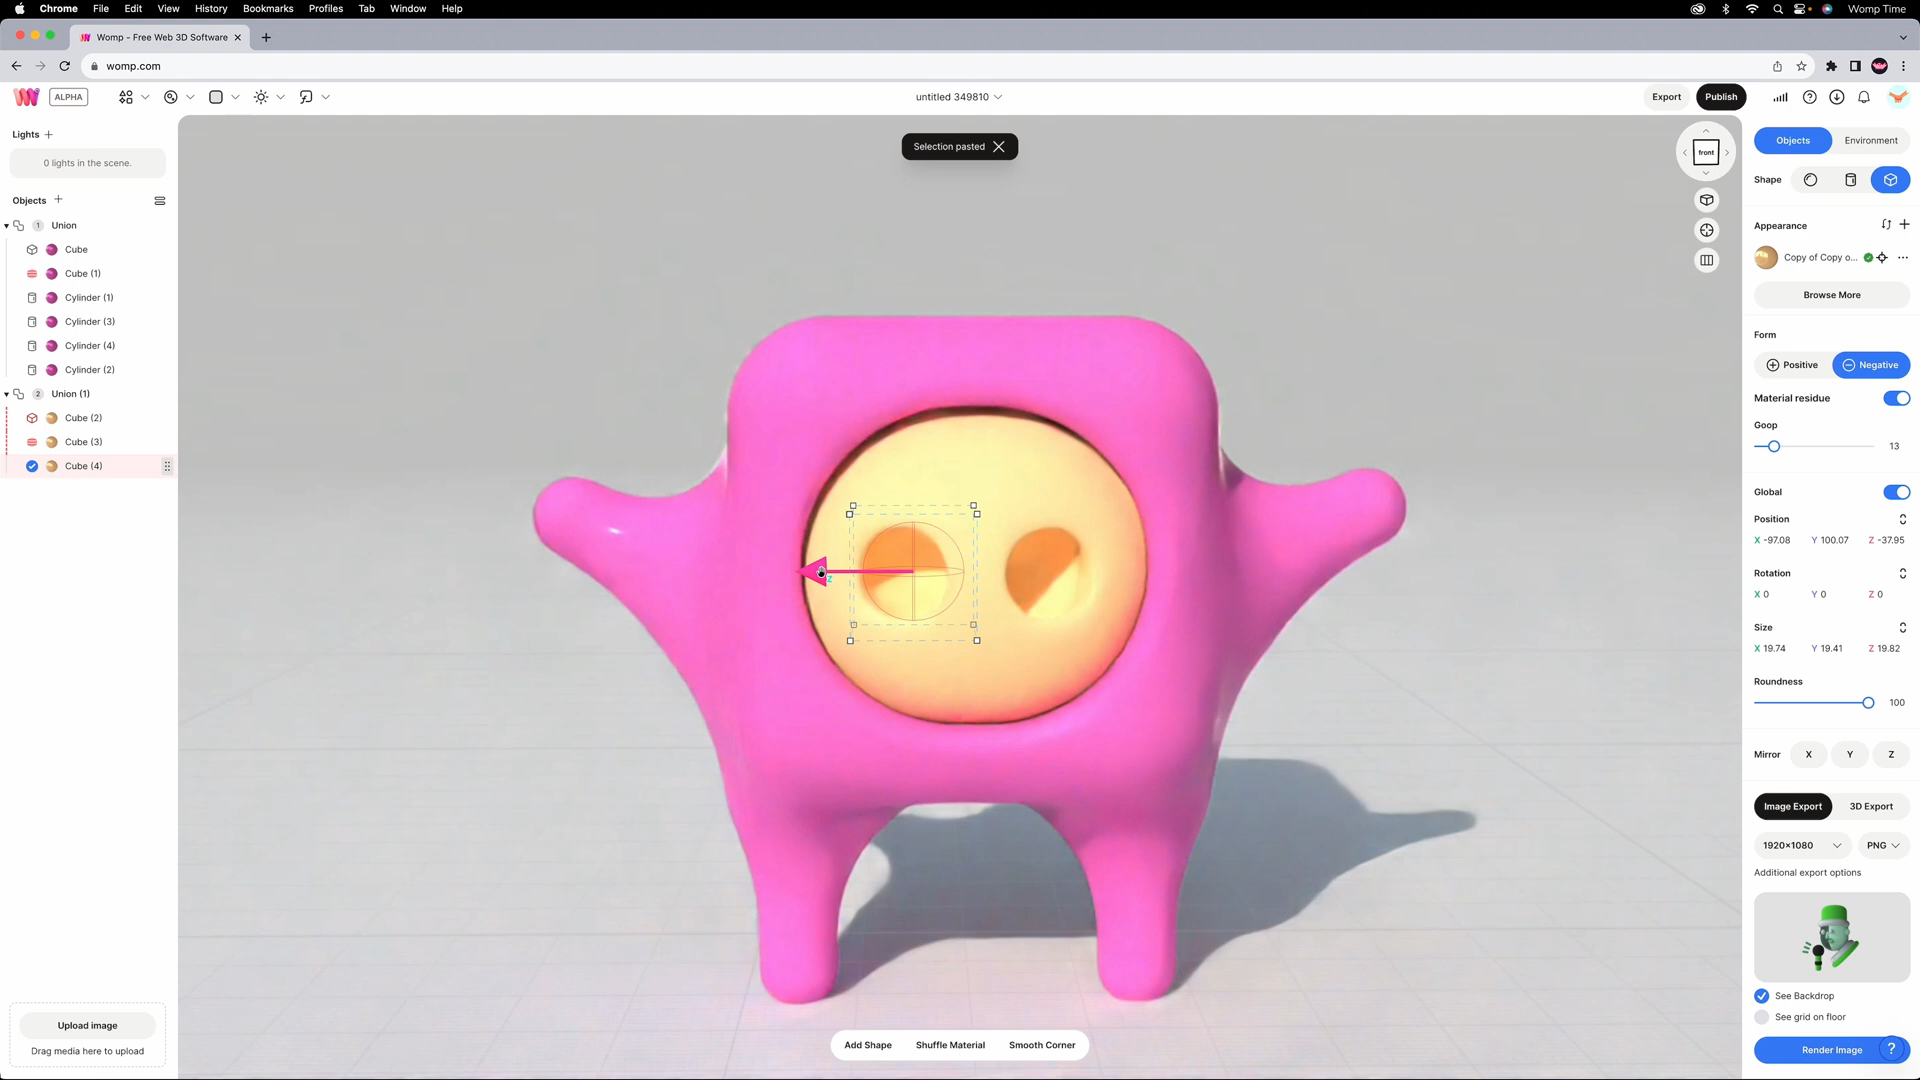 Chrome File Edit View History Bookmarks Profiles Tab Window Help Womp Time
Womp - Free Web 3D Software
womp.com
ALPHA
untitled 349810
Export
Publish
Lights
0 lights in the scene.
Objects
1 Union
Cube
Cube (1)
Cylinder (1)
Cylinder (3)
Cylinder (4)
Cylinder (2)
2 Union (1)
Cube (2)
Cube (3)
Cube (4)
Upload image
Drag media here to upload
Selection pasted
front
z
Add Shape Shuffle Material Smooth Corner
Objects Environment
Shape
Appearance
Copy of Copy o...
Browse More
Form
Positive Negative
Material residue
Goop
13
Global
Position
X -97.08 Y 100.07 Z -37.95
Rotation
X 0 Y 0 Z 0
Size
X 19.74 Y 19.41 Z 19.82
Roundness
100
Mirror X Y Z
Image Export 3D Export
1920×1080 PNG
Additional export options
See Backdrop
See grid on floor
Render Image ?